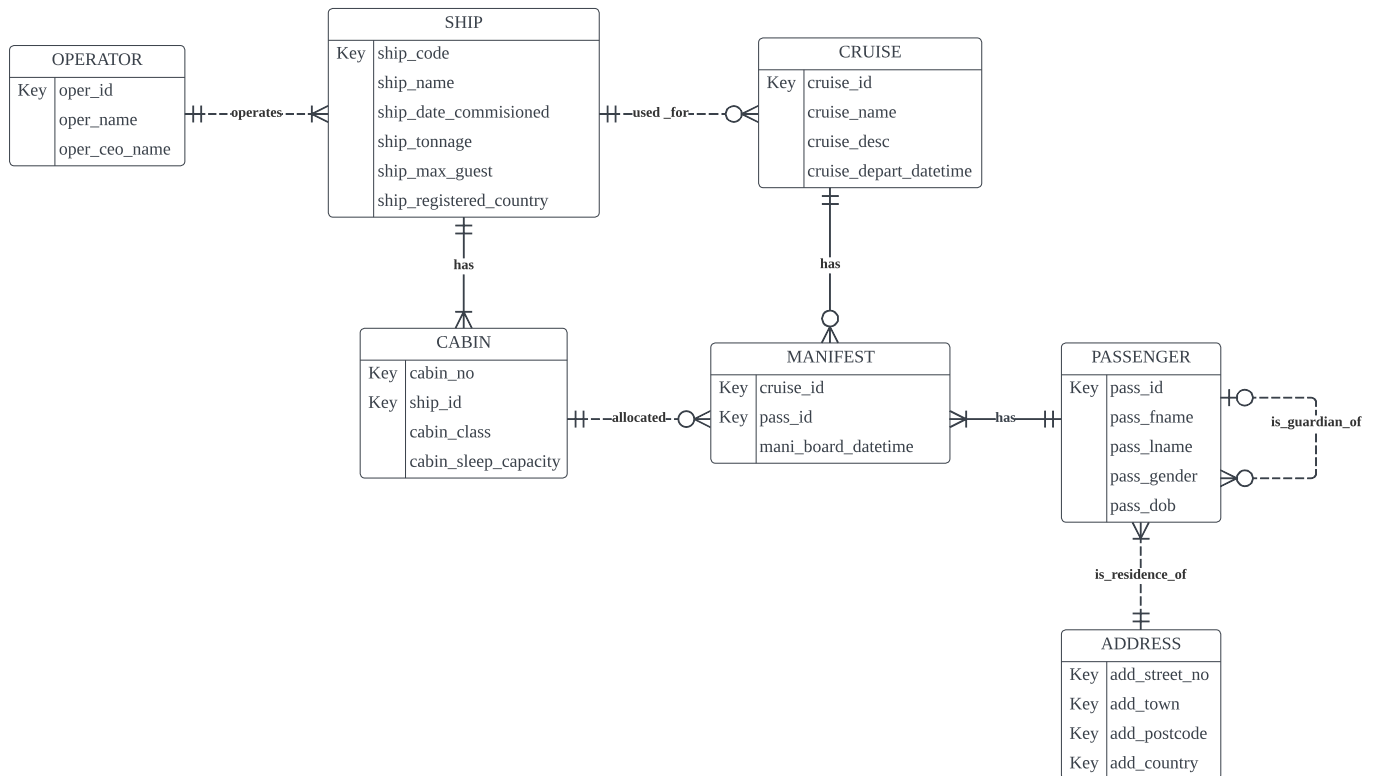 SHIP
Key ship_code
ship_name
ship_date_commisioned
ship_tonnage
ship_max_guest
ship_registered_country
OPERATOR
Key oper_id
oper_name
oper_ceo_name
operates
used _for
CRUISE
Key cruise_id
cruise_name
cruise_desc
cruise_depart_datetime
has
has
CABIN
Key cabin_no
Key ship_id
cabin_class
cabin_sleep_capacity
allocated
MANIFEST
Key cruise_id
Key pass_id
mani_board_datetime
has
PASSENGER
Key pass_id
pass_fname
pass_lname
pass_gender
pass_dob
is_guardian_of
is_residence_of
ADDRESS
Key add_street_no
Key add_town
Key add_postcode
Key add_country